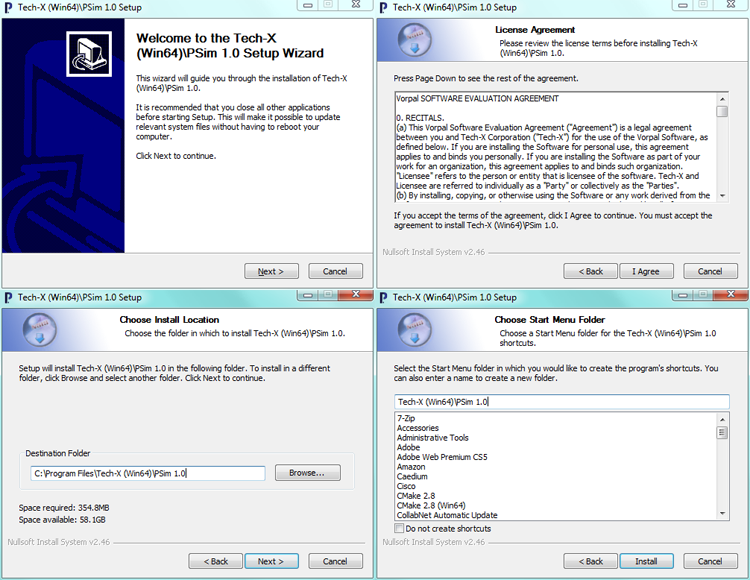 Tech-X (Win64)\PSim 1.0 Setup
Welcome to the Tech-X
(Win64)\PSim 1.0 Setup Wizard
This wizard will guide you through the installation of Tech-X
(Win64)\PSim 1.0.
It is recommended that you close all other applications
before starting Setup. This will make it possible to update
relevant system files without having to reboot your
computer.
Click Next to continue.
Next >
Cancel
Tech-X (Win64)\PSim 1.0 Setup
License Agreement
Please review the license terms before installing Tech-X
(Win64)\PSim 1.0.
Press Page Down to see the rest of the agreement.
Vorpal SOFTWARE EVALUATION AGREEMENT
0. RECITALS.
(a) This Vorpal Software Evaluation Agreement ("Agreement") is a legal agreement
between you and Tech-X Corporation ("Tech-X") for the use of the Vorpal Software, as
defined below. If you are installing the Software for personal use, this agreement
applies to and binds you personally. If you are installing the Software as part of your
work for an organization, this agreement applies to and binds such organization.
"Licensee" refers to the person or entity that is licensee of the software. Tech-X and
Licensee are referred to individually as a "Party" or collectively as the "Parties".
(b) By installing, copying, or otherwise using the Software or any work derived from the
If you accept the terms of the agreement, click I Agree to continue. You must accept the
agreement to install Tech-X (Win64)\PSim 1.0.
Nullsoft Install System v2.46
< Back
I Agree
Cancel
Tech-X (Win64)\PSim 1.0 Setup
Choose Install Location
Choose the folder in which to install Tech-X (Win64)\PSim 1.0.
Setup will install Tech-X (Win64)\PSim 1.0 in the following folder. To install in a different
folder, click Browse and select another folder. Click Next to continue.
Destination Folder
C:\Program Files\Tech-X (Win64)\PSim 1.0
Browse...
Space required: 354.8MB
Space available: 58.1GB
Nullsoft Install System v2.46
< Back
Next >
Cancel
Tech-X (Win64)\PSim 1.0 Setup
Choose Start Menu Folder
Choose a Start Menu folder for the Tech-X (Win64)\PSim 1.0
shortcuts.
Select the Start Menu folder in which you would like to create the program's shortcuts. You
can also enter a name to create a new folder.
Tech-X (Win64)\PSim 1.0
7-Zip
Accessories
Administrative Tools
Adobe
Adobe Web Premium CS5
Amazon
Caedium
Cisco
CMake 2.8
CMake 2.8 (Win64)
CollabNet Automatic Update
Do not create shortcuts
Nullsoft Install System v2.46
< Back
Install
Cancel